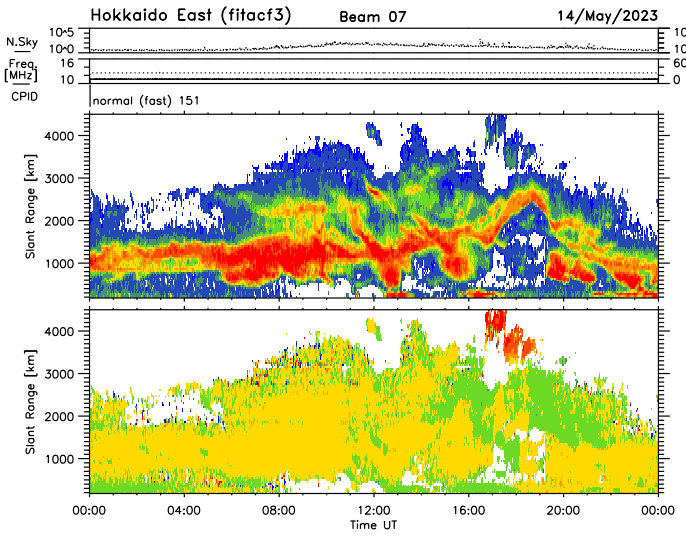 Hokkaido East (fitacf3) Beam 07 14/May/2023
N.Sky 10^5 10^0 10 10
Freq. [MHz] 16 10 60 0
CPID normal (fast) 151
Slant Range [km] 4000 3000 2000 1000
Slant Range [km] 4000 3000 2000 1000
00:00 04:00 08:00 12:00 16:00 20:00 00:00
Time UT